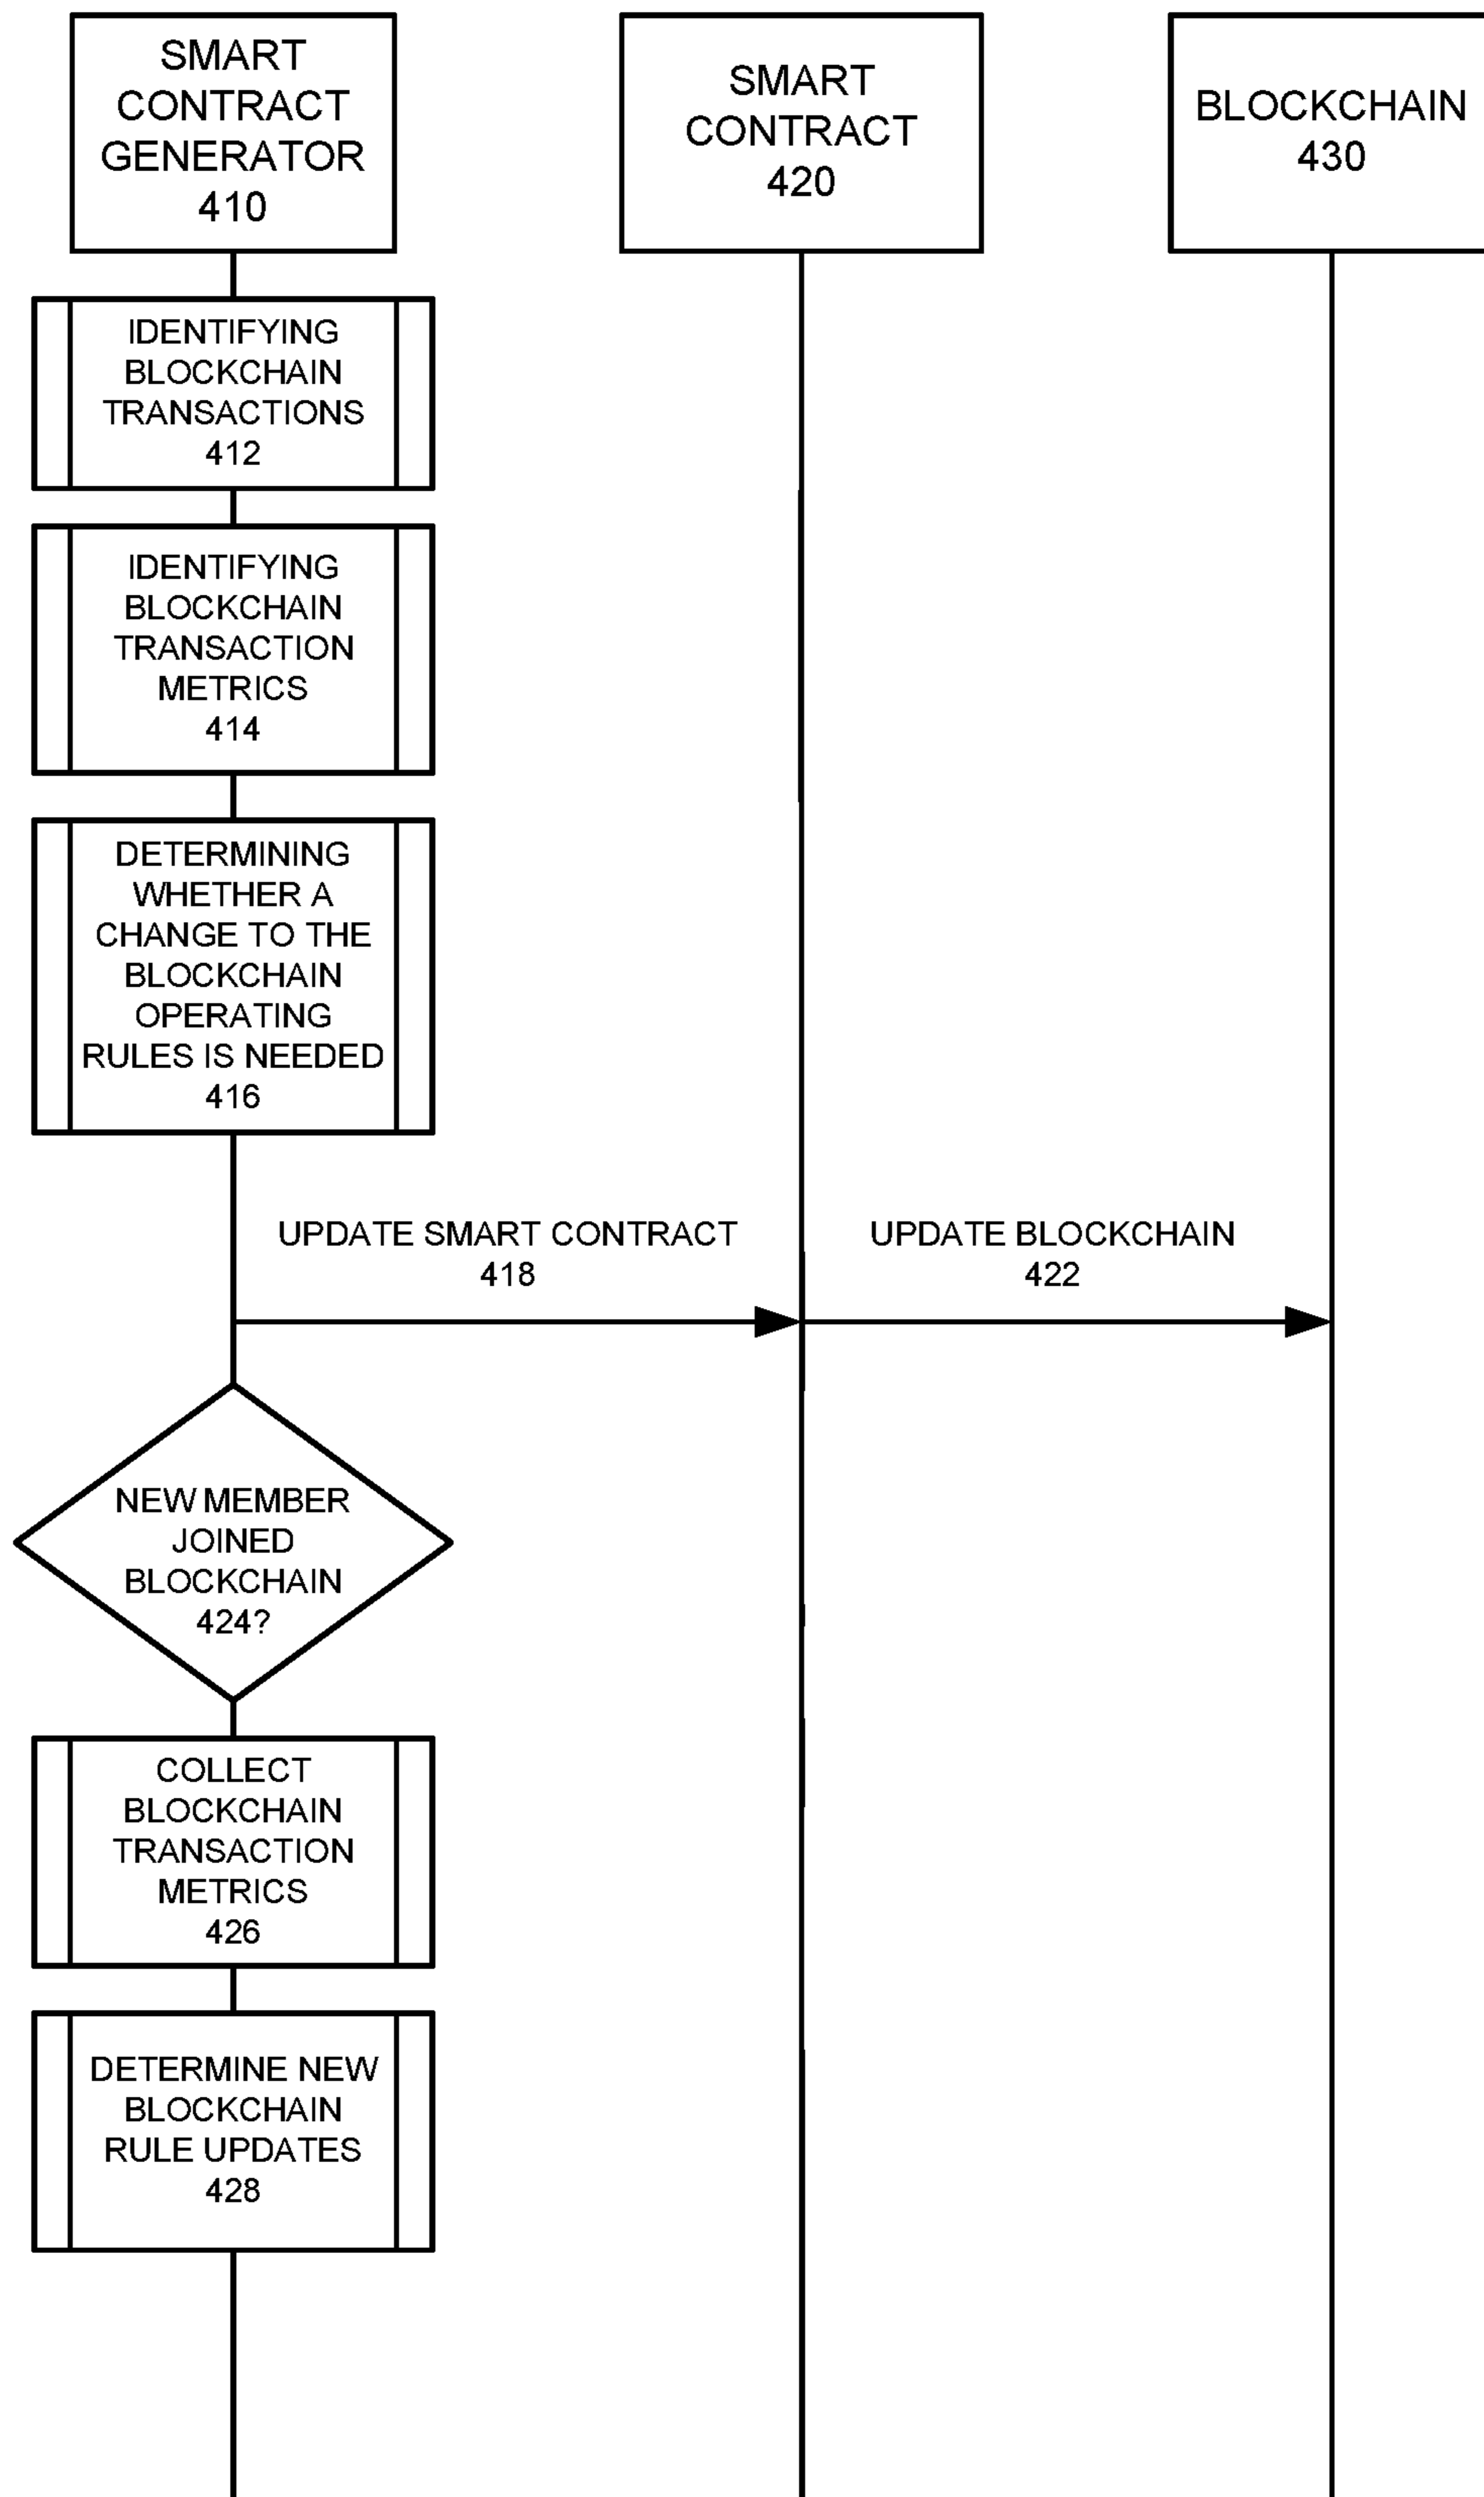 SMART
CONTRACT
GENERATOR
410
SMART
CONTRACT
420
BLOCKCHAIN
430
IDENTIFYING
BLOCKCHAIN
TRANSACTIONS
412
IDENTIFYING
BLOCKCHAIN
TRANSACTION
METRICS
414
DETERMINING
WHETHER A
CHANGE TO THE
BLOCKCHAIN
OPERATING
RULES IS NEEDED
416
UPDATE SMART CONTRACT
418
UPDATE BLOCKCHAIN
422
NEW MEMBER
JOINED
BLOCKCHAIN
424?
COLLECT
BLOCKCHAIN
TRANSACTION
METRICS
426
DETERMINE NEW
BLOCKCHAIN
RULE UPDATES
428